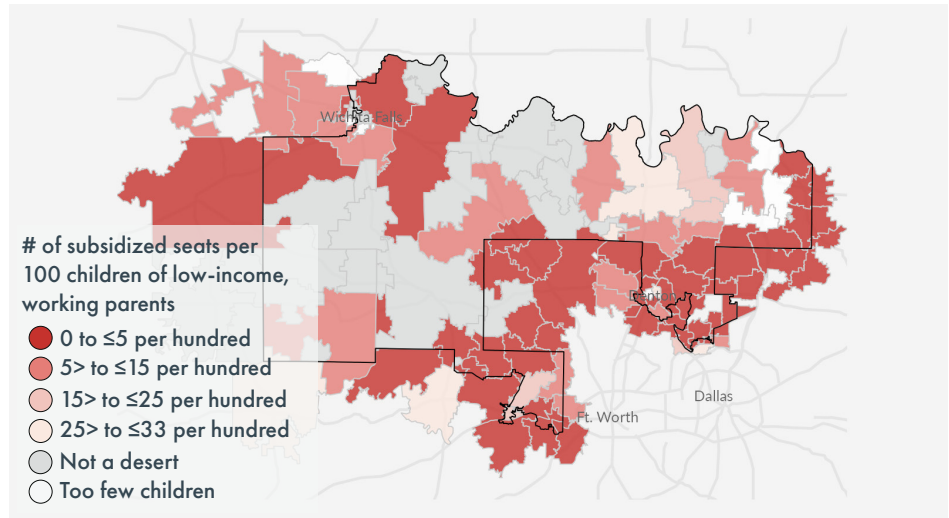 Wichita Falls
# of subsidized seats per
100 children of low-income,
working parents
0 to ≤5 per hundred
5> to ≤15 per hundred
15> to ≤25 per hundred
25> to ≤33 per hundred
Not a desert
Too few children
Denton
Dallas
Ft. Worth